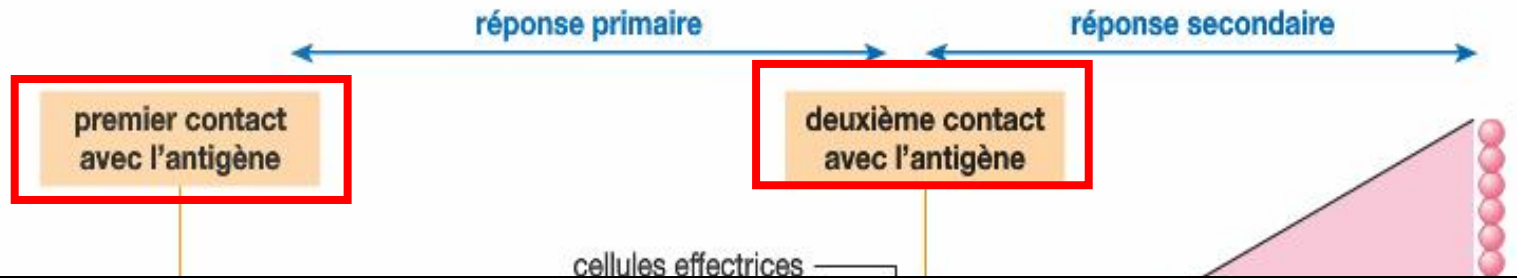 réponse primaire
réponse secondaire
premier contact
avec l'antigène
deuxième contact
avec l'antigène
cellules effectrices